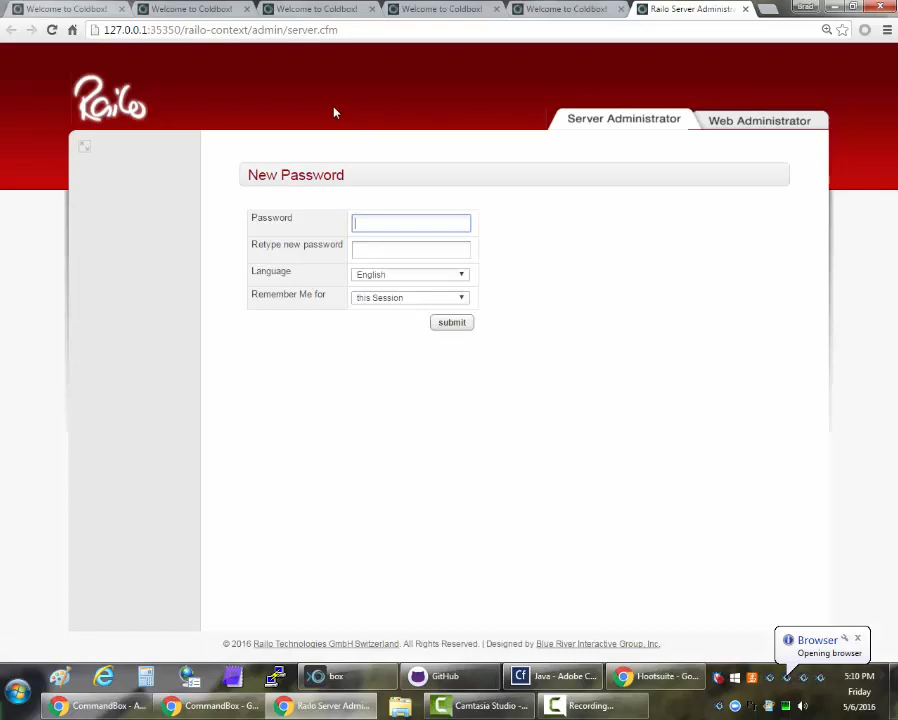 Welcome to Coldbox! Welcome to Coldbox! Welcome to Coldbox! Welcome to Coldbox! Welcome to Coldbox! Railo Server Administra Brad
127.0.0.1:35350/railo-context/admin/server.cfm
Railo
Server Administrator Web Administrator
New Password
Password
Retype new password
Language English
Remember Me for this Session
submit
© 2016 Railo Technologies GmbH Switzerland. All Rights Reserved. | Designed by Blue River Interactive Group, Inc.
Browser
Opening browser
box GitHub Java - Adobe C... Hootsuite - Go... 5:10 PM
Friday
CommandBox - A... CommandBox - G... Railo Server Admi... Camtasia Studio -... Recording... 5/6/2016